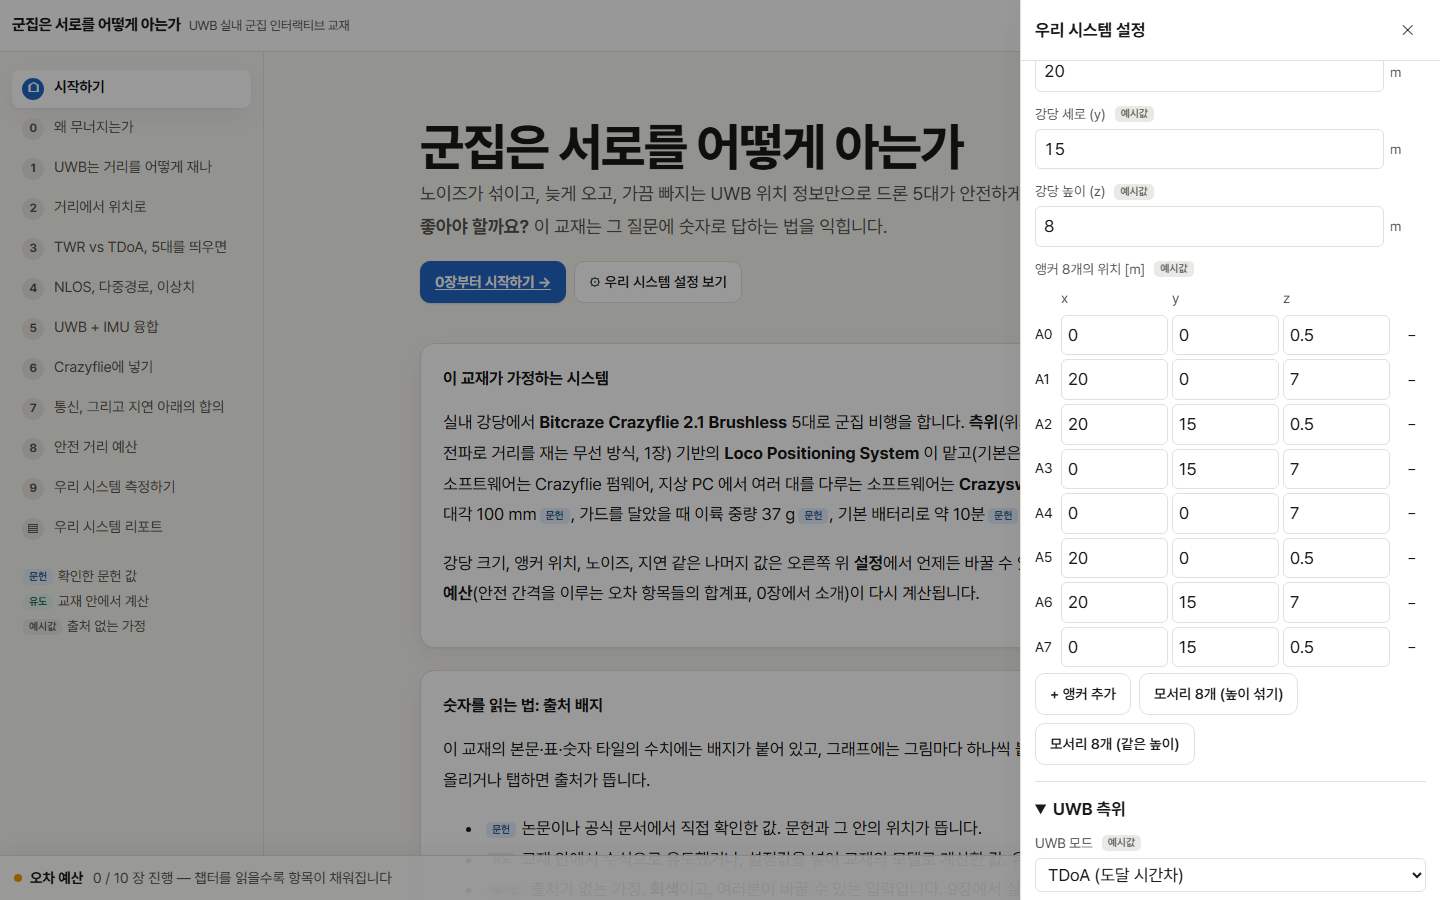 군집은 서로를 어떻게 아는가 UWB 실내 군집 인터랙티브 교재
시작하기
0 왜 무너지는가
1 UWB는 거리를 어떻게 재나
2 거리에서 위치로
3 TWR vs TDoA, 5대를 띄우면
4 NLOS, 다중경로, 이상치
5 UWB + IMU 융합
6 Crazyflie에 넣기
7 통신, 그리고 지연 아래의 합의
8 안전 거리 예산
9 우리 시스템 측정하기
우리 시스템 리포트
문헌 확인한 문헌 값
유도 교재 안에서 계산
예시값 출처 없는 가정
군집은 서로를 어떻게 아는가
노이즈가 섞이고, 늦게 오고, 가끔 빠지는 UWB 위치 정보만으로 드론 5대가 안전하게
좋아야 할까요? 이 교재는 그 질문에 숫자로 답하는 법을 익힙니다.
0장부터 시작하기 →
⚙ 우리 시스템 설정 보기
이 교재가 가정하는 시스템
실내 강당에서 Bitcraze Crazyflie 2.1 Brushless 5대로 군집 비행을 합니다. 측위(위
전파로 거리를 재는 무선 방식, 1장) 기반의 Loco Positioning System 이 맡고(기본은
소프트웨어는 Crazyflie 펌웨어, 지상 PC 에서 여러 대를 다루는 소프트웨어는 Crazysw
대각 100 mm 문헌 , 가드를 달았을 때 이륙 중량 37 g 문헌 , 기본 배터리로 약 10분 문헌
강당 크기, 앵커 위치, 노이즈, 지연 같은 나머지 값은 오른쪽 위 설정에서 언제든 바꿀 수
예산(안전 간격을 이루는 오차 항목들의 합계표, 0장에서 소개)이 다시 계산됩니다.
숫자를 읽는 법: 출처 배지
이 교재의 본문·표·숫자 타일의 수치에는 배지가 붙어 있고, 그래프에는 그림마다 하나씩
올리거나 탭하면 출처가 뜹니다.
• 문헌 논문이나 공식 문서에서 직접 확인한 값. 문헌과 그 안의 위치가 뜹니다.
오차 예산 0 / 10 장 진행 — 챕터를 읽을수록 항목이 채워집니다
우리 시스템 설정
20 m
강당 세로 (y) 예시값
15 m
강당 높이 (z) 예시값
8 m
앵커 8개의 위치 [m] 예시값
x y z
A0 0 0 0.5 −
A1 20 0 7 −
A2 20 15 0.5 −
A3 0 15 7 −
A4 0 0 7 −
A5 20 0 0.5 −
A6 20 15 7 −
A7 0 15 0.5 −
+ 앵커 추가
모서리 8개 (높이 섞기)
모서리 8개 (같은 높이)
▼ UWB 측위
UWB 모드 예시값
TDoA (도달 시간차)